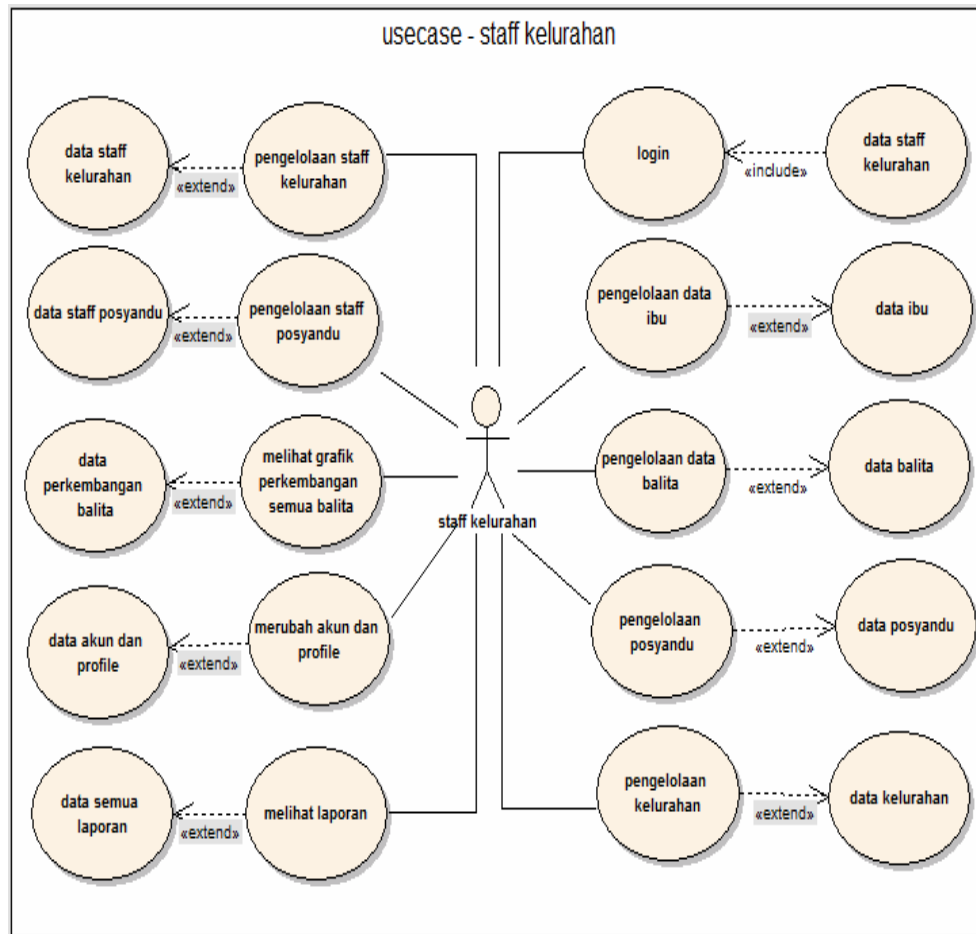 usecase - staff kelurahan
data staff
kelurahan
«extend»
pengelolaan staff
kelurahan
login
«include»
data staff
kelurahan
data staff posyandu
«extend»
pengelolaan staff
posyandu
pengelolaan data
ibu
«extend»
data ibu
data
perkembangan
balita
«extend»
melihat grafik
perkembangan
semua balita
staff kelurahan
pengelolaan data
balita
«extend»
data balita
data akun dan
profile
«extend»
merubah akun dan
profile
pengelolaan
posyandu
«extend»
data posyandu
data semua
laporan
«extend»
melihat laporan
pengelolaan
kelurahan
«extend»
data kelurahan